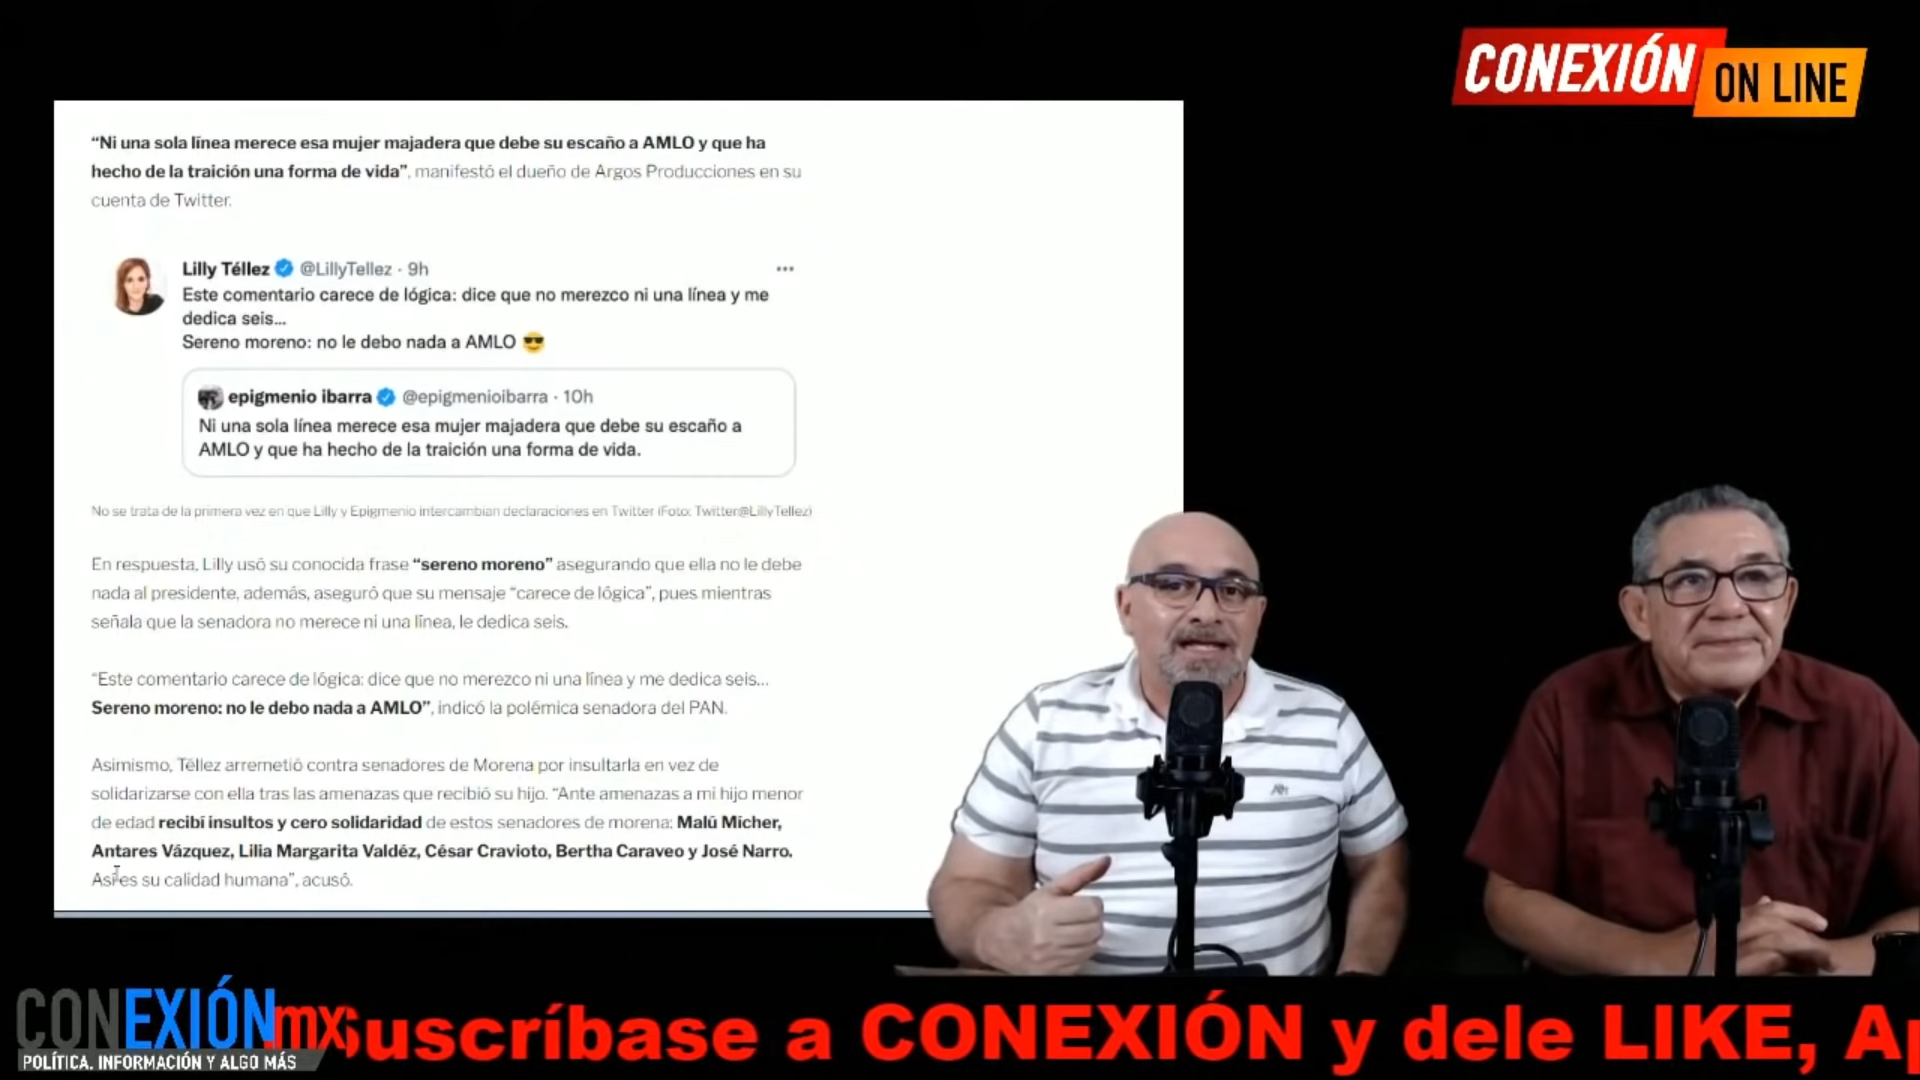 CONEXIÓN ON LINE
“Ni una sola línea merece esa mujer majadera que debe su escaño a AMLO y que ha
hecho de la traición una forma de vida”, manifestó el dueño de Argos Producciones en su
cuenta de Twitter.
Lilly Téllez @LillyTellez · 9h
Este comentario carece de lógica: dice que no merezco ni una línea y me
dedica seis...
Sereno moreno: no le debo nada a AMLO 😎
epigmenio ibarra @epigmenioibarra · 10h
Ni una sola línea merece esa mujer majadera que debe su escaño a
AMLO y que ha hecho de la traición una forma de vida.
No se trata de la primera vez en que Lilly y Epigmenio intercambian declaraciones en Twitter (Foto: Twitter@LillyTellez)
En respuesta, Lilly usó su conocida frase “sereno moreno” asegurando que ella no le debe
nada al presidente, además, aseguró que su mensaje “carece de lógica”, pues mientras
señala que la senadora no merece ni una línea, le dedica seis.
“Este comentario carece de lógica: dice que no merezco ni una línea y me dedica seis...
Sereno moreno: no le debo nada a AMLO”, indicó la polémica senadora del PAN.
Asimismo, Téllez arremetió contra senadores de Morena por insultarla en vez de
solidarizarse con ella tras las amenazas que recibió su hijo. “Ante amenazas a mi hijo menor
de edad recibí insultos y cero solidaridad de estos senadores de morena: Malú Mícher,
Antares Vázquez, Lilia Margarita Valdéz, César Cravioto, Bertha Caraveo y José Narro.
Así es su calidad humana”, acusó.
CONEXIÓN.mx
POLÍTICA, INFORMACIÓN Y ALGO MÁS
Suscríbase a CONEXIÓN y dele LIKE, Ap